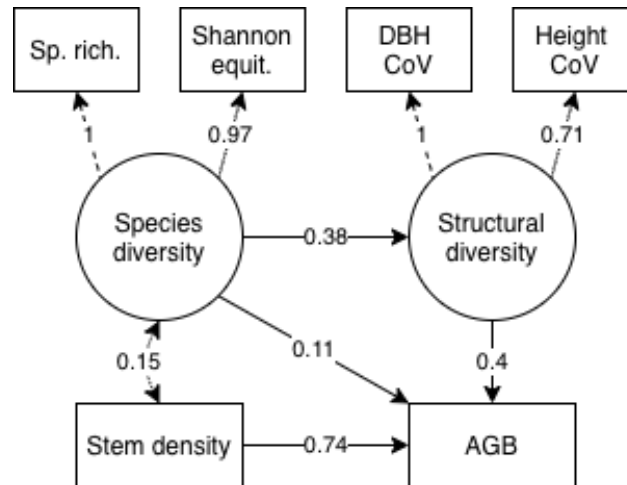 Sp. rich.
Shannon
equit.
DBH
CoV
Height
CoV
1
0.97
1
0.71
Species
diversity
0.38
Structural
diversity
0.15
0.11
0.4
Stem density
0.74
AGB